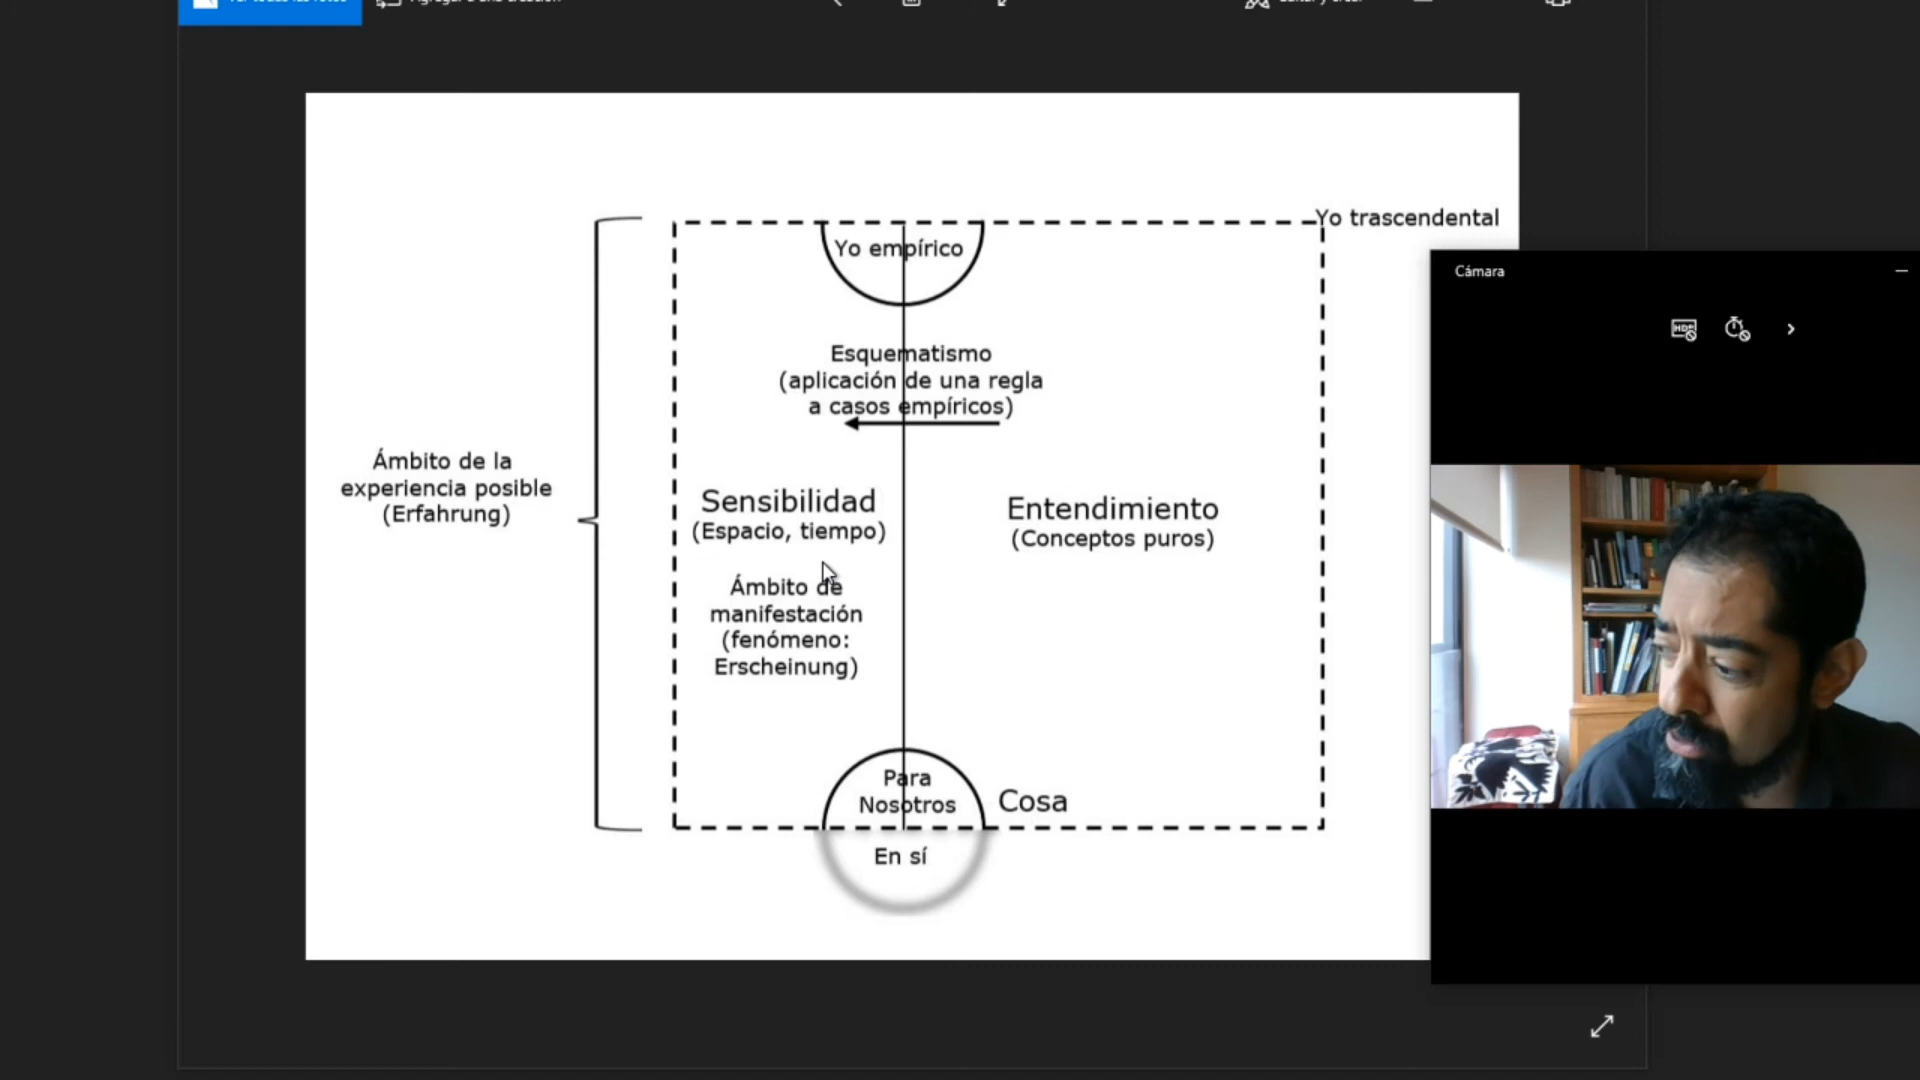 Yo trascendental
Yo empírico
Esquematismo
(aplicación de una regla
a casos empíricos)
Ámbito de la
experiencia posible
(Erfahrung)
Sensibilidad
(Espacio, tiempo)
Entendimiento
(Conceptos puros)
Ámbito de
manifestación
(fenómeno:
Erscheinung)
Para
Nosotros
Cosa
En sí
Cámara
HDR